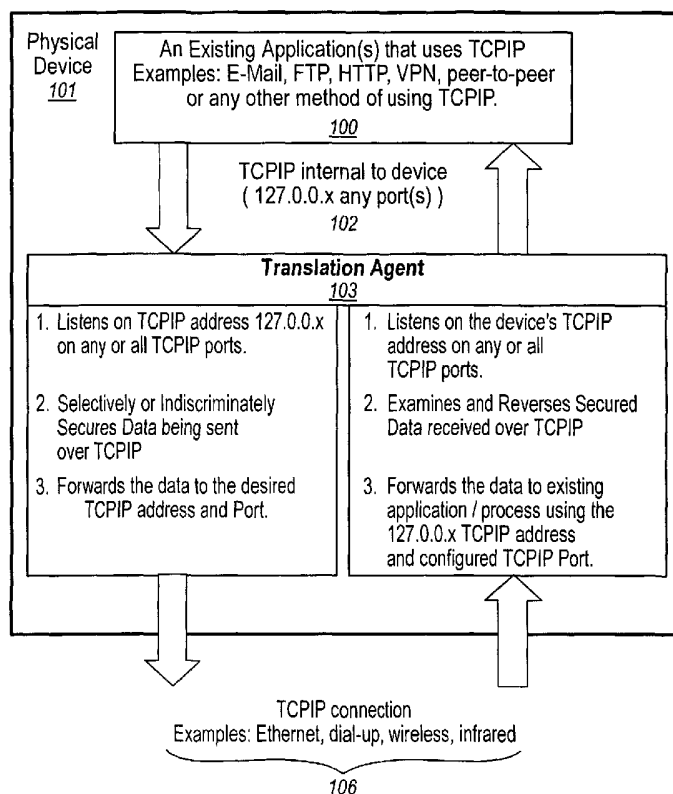 Physical
Device
101
An Existing Application(s) that uses TCPIP
Examples: E-Mail, FTP, HTTP, VPN, peer-to-peer
or any other method of using TCPIP.
100
TCPIP internal to device
( 127.0.0.x any port(s) )
102
Translation Agent
103
1. Listens on TCPIP address 127.0.0.x
on any or all TCPIP ports.
2. Selectively or Indiscriminately
Secures Data being sent
over TCPIP
3. Forwards the data to the desired
TCPIP address and Port.
1. Listens on the device's TCPIP
address on any or all
TCPIP ports.
2. Examines and Reverses Secured
Data received over TCPIP
3. Forwards the data to existing
application / process using the
127.0.0.x TCPIP address
and configured TCPIP Port.
TCPIP connection
Examples: Ethernet, dial-up, wireless, infrared
106